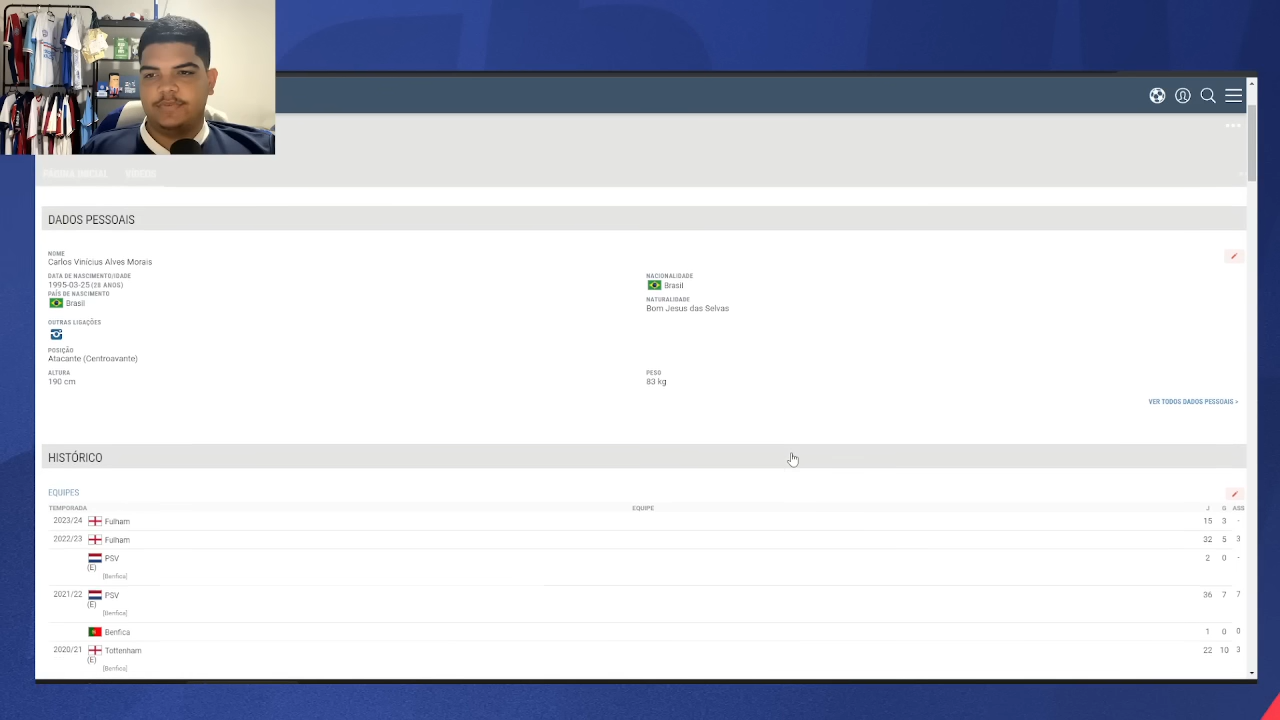 PÁGINA INICIAL VÍDEOS
DADOS PESSOAIS
NOME
Carlos Vinícius Alves Morais
DATA DE NASCIMENTO/IDADE
1995-03-25 (28 ANOS)
PAÍS DE NASCIMENTO
Brasil
OUTRAS LIGAÇÕES
POSIÇÃO
Atacante (Centroavante)
ALTURA
190 cm
NACIONALIDADE
Brasil
NATURALIDADE
Bom Jesus das Selvas
PESO
83 kg
VER TODOS DADOS PESSOAIS >
HISTÓRICO
EQUIPES
TEMPORADA EQUIPE J G ASS
2023/24 Fulham 15 3 -
2022/23 Fulham 32 5 3
PSV 2 0 -
(E)
[Benfica]
2021/22 PSV 36 7 7
(E)
[Benfica]
Benfica 1 0 0
2020/21 Tottenham 22 10 3
(E)
[Benfica]